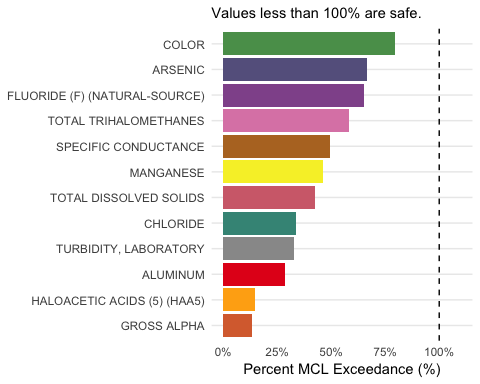 Values less than 100% are safe.
COLOR
ARSENIC
FLUORIDE (F) (NATURAL-SOURCE)
TOTAL TRIHALOMETHANES
SPECIFIC CONDUCTANCE
MANGANESE
TOTAL DISSOLVED SOLIDS
CHLORIDE
TURBIDITY, LABORATORY
ALUMINUM
HALOACETIC ACIDS (5) (HAA5)
GROSS ALPHA
0% 25% 50% 75% 100%
Percent MCL Exceedance (%)